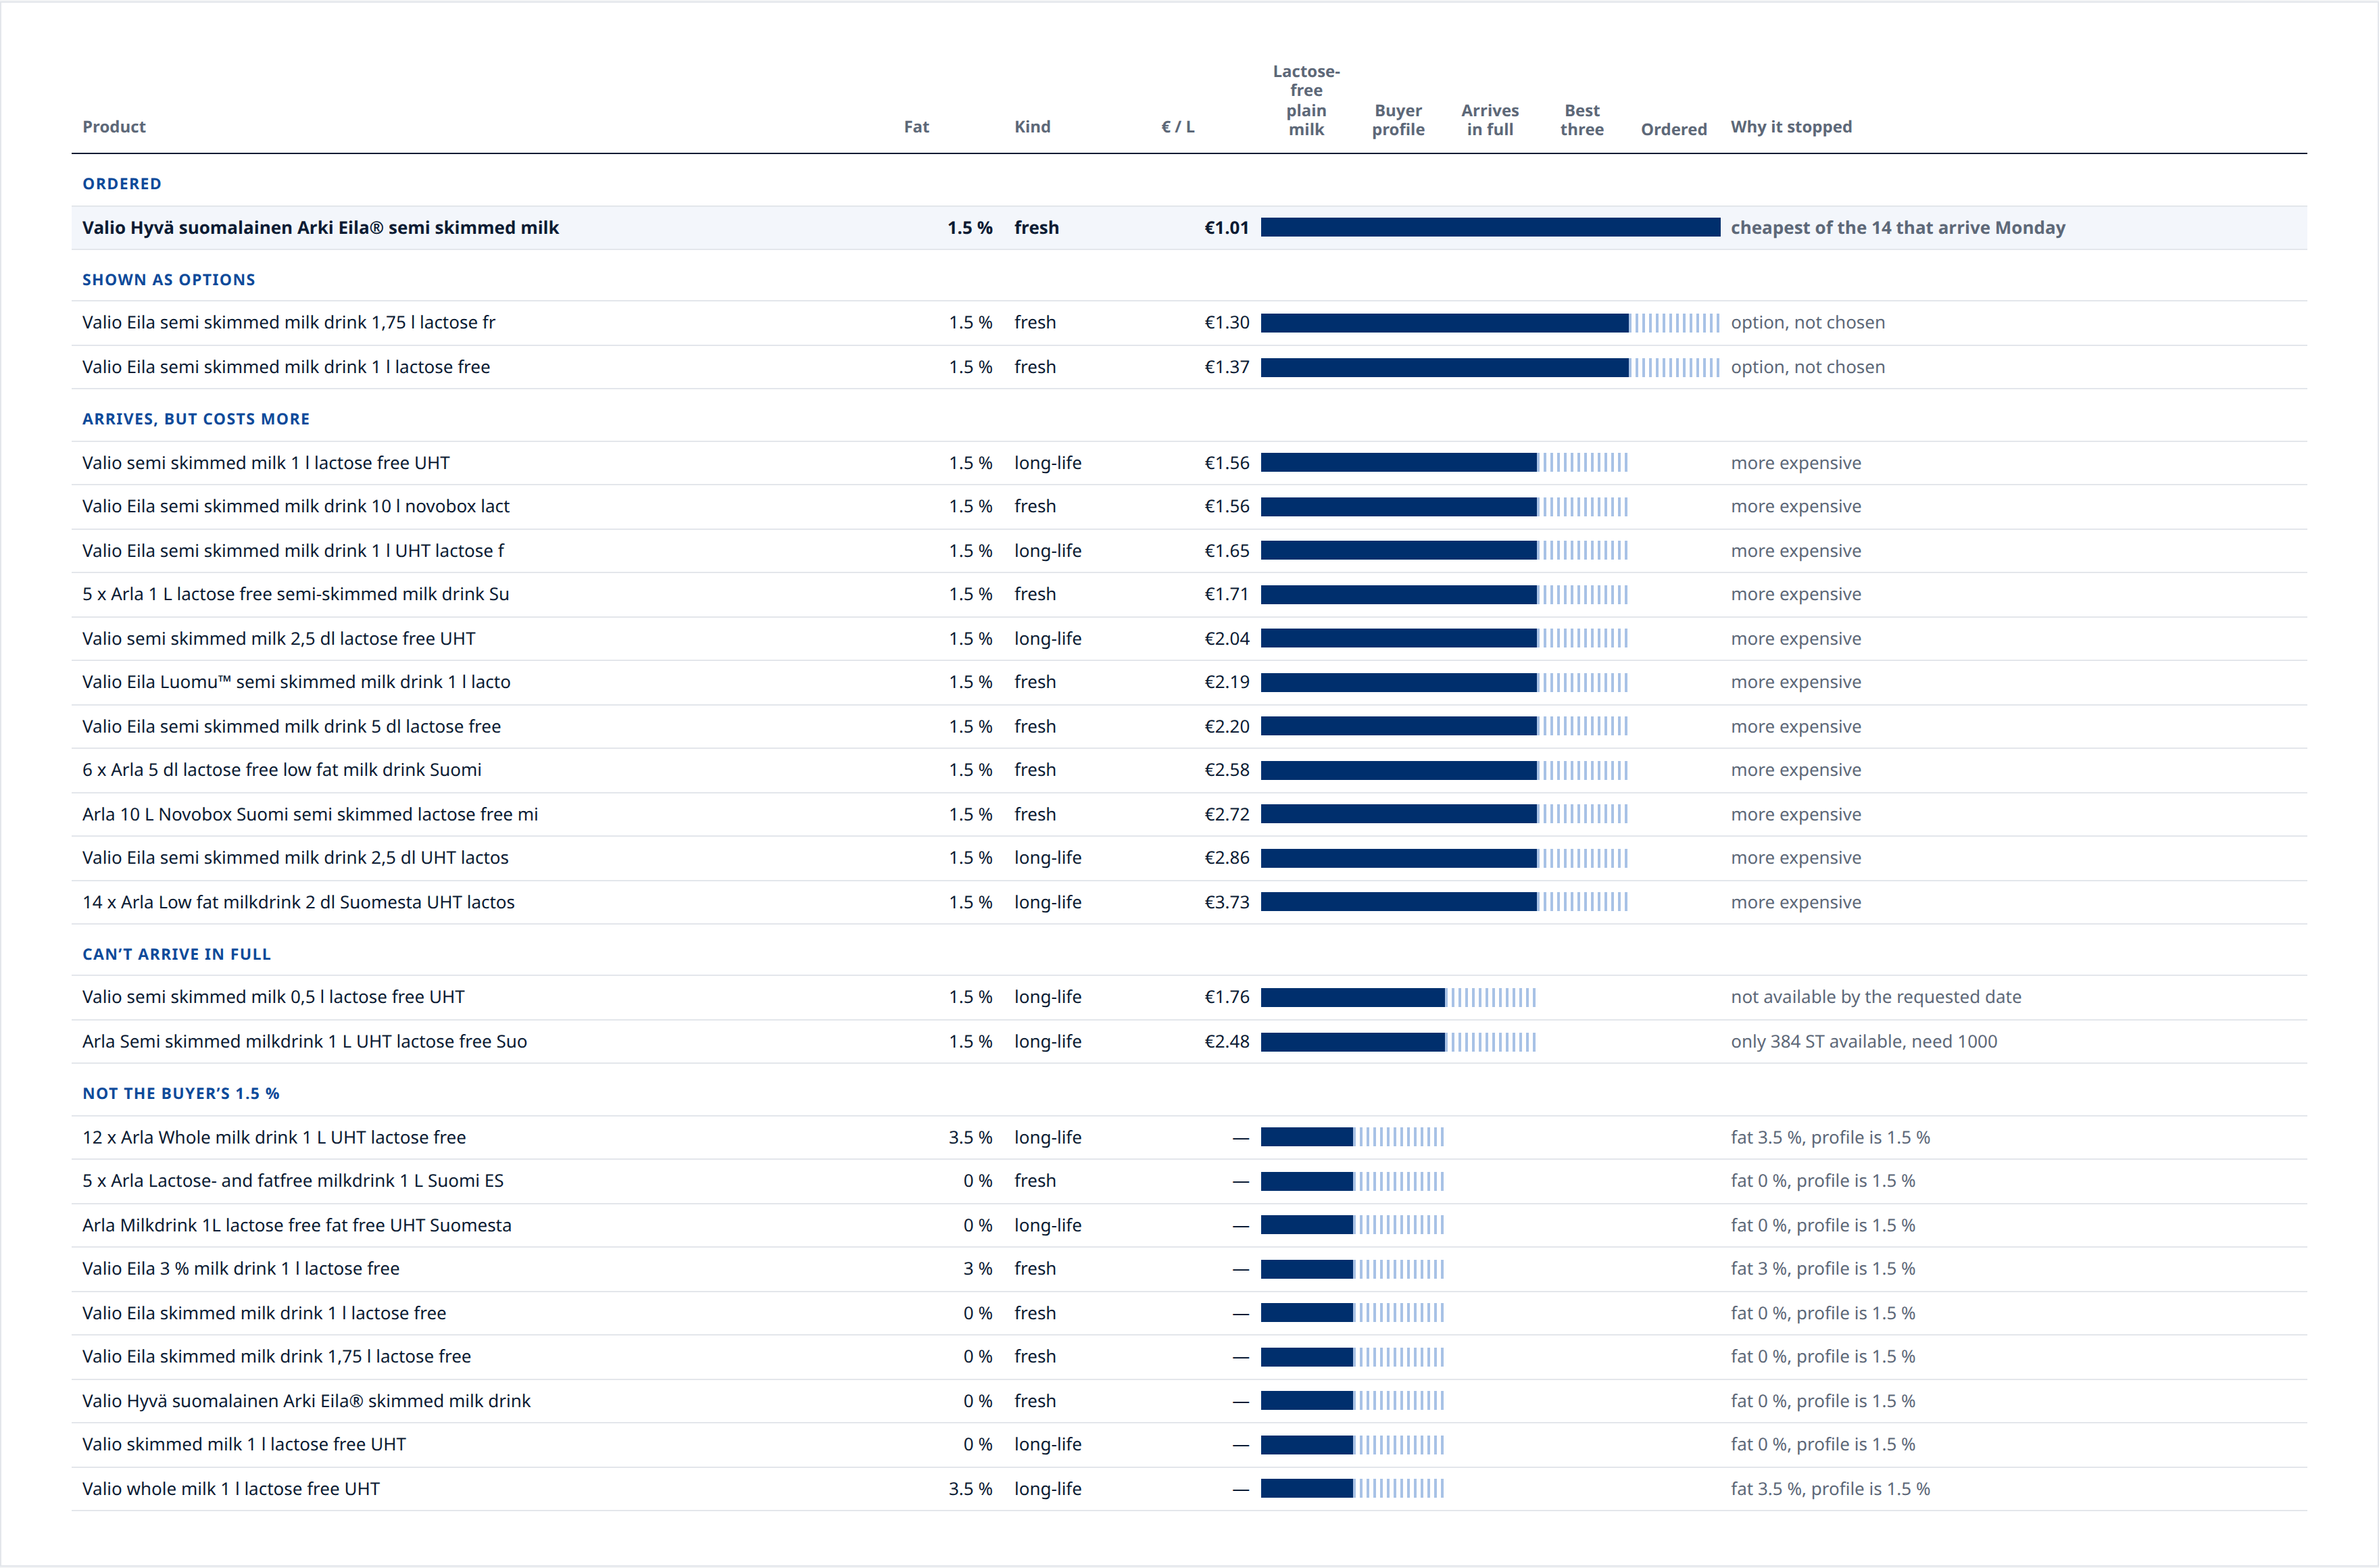 Product Fat Kind € / L Lactose-free plain milk Buyer profile Arrives in full Best three Ordered Why it stopped
ORDERED
Valio Hyvä suomalainen Arki Eila® semi skimmed milk 1.5 % fresh €1.01 cheapest of the 14 that arrive Monday
SHOWN AS OPTIONS
Valio Eila semi skimmed milk drink 1,75 l lactose fr 1.5 % fresh €1.30 option, not chosen
Valio Eila semi skimmed milk drink 1 l lactose free 1.5 % fresh €1.37 option, not chosen
ARRIVES, BUT COSTS MORE
Valio semi skimmed milk 1 l lactose free UHT 1.5 % long-life €1.56 more expensive
Valio Eila semi skimmed milk drink 10 l novobox lact 1.5 % fresh €1.56 more expensive
Valio Eila semi skimmed milk drink 1 l UHT lactose f 1.5 % long-life €1.65 more expensive
5 x Arla 1 L lactose free semi-skimmed milk drink Su 1.5 % fresh €1.71 more expensive
Valio semi skimmed milk 2,5 dl lactose free UHT 1.5 % long-life €2.04 more expensive
Valio Eila Luomu™ semi skimmed milk drink 1 l lacto 1.5 % fresh €2.19 more expensive
Valio Eila semi skimmed milk drink 5 dl lactose free 1.5 % fresh €2.20 more expensive
6 x Arla 5 dl lactose free low fat milk drink Suomi 1.5 % fresh €2.58 more expensive
Arla 10 L Novobox Suomi semi skimmed lactose free mi 1.5 % fresh €2.72 more expensive
Valio Eila semi skimmed milk drink 2,5 dl UHT lactos 1.5 % long-life €2.86 more expensive
14 x Arla Low fat milkdrink 2 dl Suomesta UHT lactos 1.5 % long-life €3.73 more expensive
CAN’T ARRIVE IN FULL
Valio semi skimmed milk 0,5 l lactose free UHT 1.5 % long-life €1.76 not available by the requested date
Arla Semi skimmed milkdrink 1 L UHT lactose free Suo 1.5 % long-life €2.48 only 384 ST available, need 1000
NOT THE BUYER’S 1.5 %
12 x Arla Whole milk drink 1 L UHT lactose free 3.5 % long-life — fat 3.5 %, profile is 1.5 %
5 x Arla Lactose- and fatfree milkdrink 1 L Suomi ES 0 % fresh — fat 0 %, profile is 1.5 %
Arla Milkdrink 1L lactose free fat free UHT Suomesta 0 % long-life — fat 0 %, profile is 1.5 %
Valio Eila 3 % milk drink 1 l lactose free 3 % fresh — fat 3 %, profile is 1.5 %
Valio Eila skimmed milk drink 1 l lactose free 0 % fresh — fat 0 %, profile is 1.5 %
Valio Eila skimmed milk drink 1,75 l lactose free 0 % fresh — fat 0 %, profile is 1.5 %
Valio Hyvä suomalainen Arki Eila® skimmed milk drink 0 % fresh — fat 0 %, profile is 1.5 %
Valio skimmed milk 1 l lactose free UHT 0 % long-life — fat 0 %, profile is 1.5 %
Valio whole milk 1 l lactose free UHT 3.5 % long-life — fat 3.5 %, profile is 1.5 %